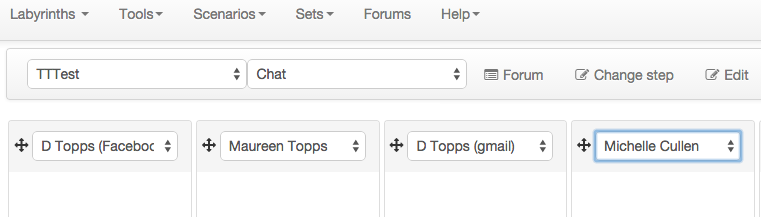 Labyrinths Tools Scenarios Sets Forums Help
TTTest Chat Forum Change step Edit
D Topps (Faceboo Maureen Topps D Topps (gmail) Michelle Cullen